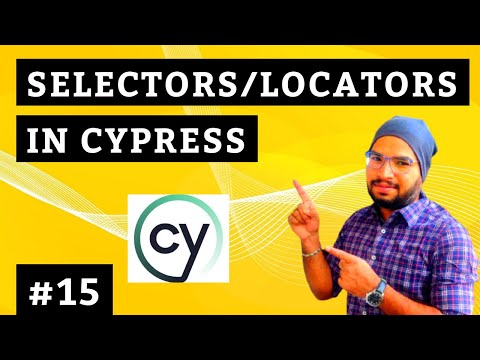 SELECTORS/LOCATORS
IN CYPRESS
cy
#15